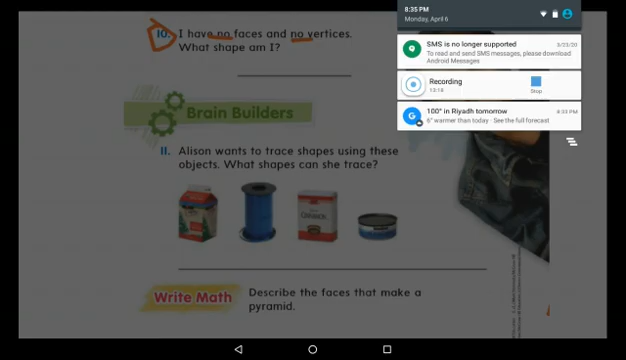 8:35 PM
Monday, April 6
SMS is no longer supported
3/23/20
To read and send SMS messages, please download
Android Messages
Recording
13:18
Stop
100° in Riyadh tomorrow
8:33 PM
6° warmer than today · See the full forecast
10. I have no faces and no vertices.
What shape am I?
Brain Builders
11. Alison wants to trace shapes using these
objects. What shapes can she trace?
Write Math
Describe the faces that make a
pyramid.